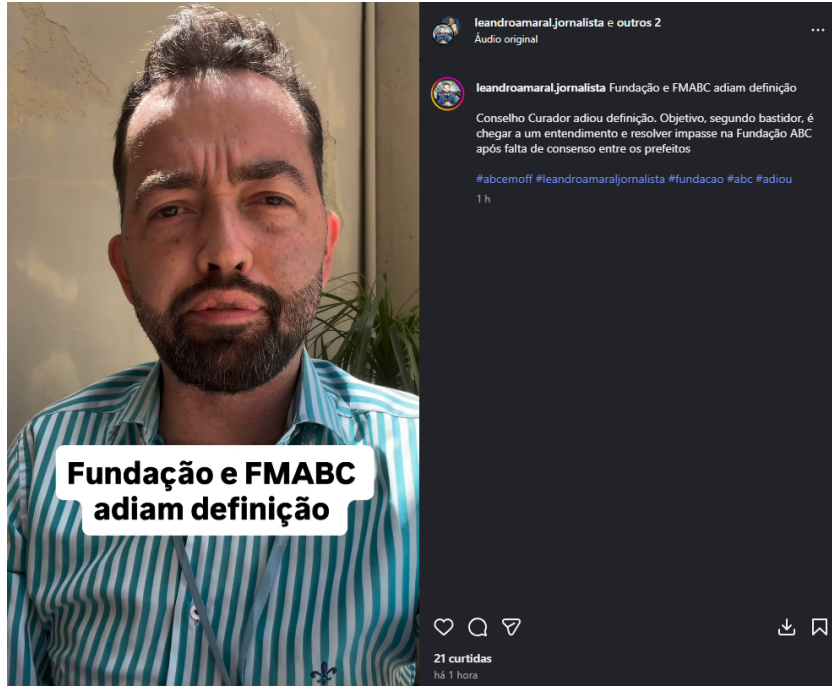 Fundação e FMABC
adiam definição
leandroamaral.jornalista e outros 2
Áudio original
leandroamaral.jornalista Fundação e FMABC adiam definição
Conselho Curador adiou definição. Objetivo, segundo bastidor, é
chegar a um entendimento e resolver impasse na Fundação ABC
após falta de consenso entre os prefeitos
#abcemoff #leandroamaraljornalista #fundacao #abc #adiou
1 h
21 curtidas
há 1 hora